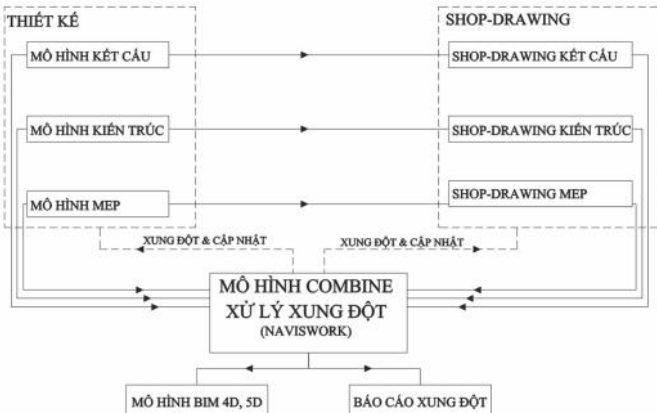 THIẾT KẾ
SHOP-DRAWING
MÔ HÌNH KẾT CẤU
SHOP-DRAWING KẾT CẤU
MÔ HÌNH KIẾN TRÚC
SHOP-DRAWING KIẾN TRÚC
MÔ HÌNH MEP
SHOP-DRAWING MEP
XUNG ĐỘT & CẬP NHẬT
XUNG ĐỘT & CẬP NHẬT
MÔ HÌNH COMBINE
XỬ LÝ XUNG ĐỘT
(NAVISWORK)
MÔ HÌNH BIM 4D, 5D
BÁO CÁO XUNG ĐỘT